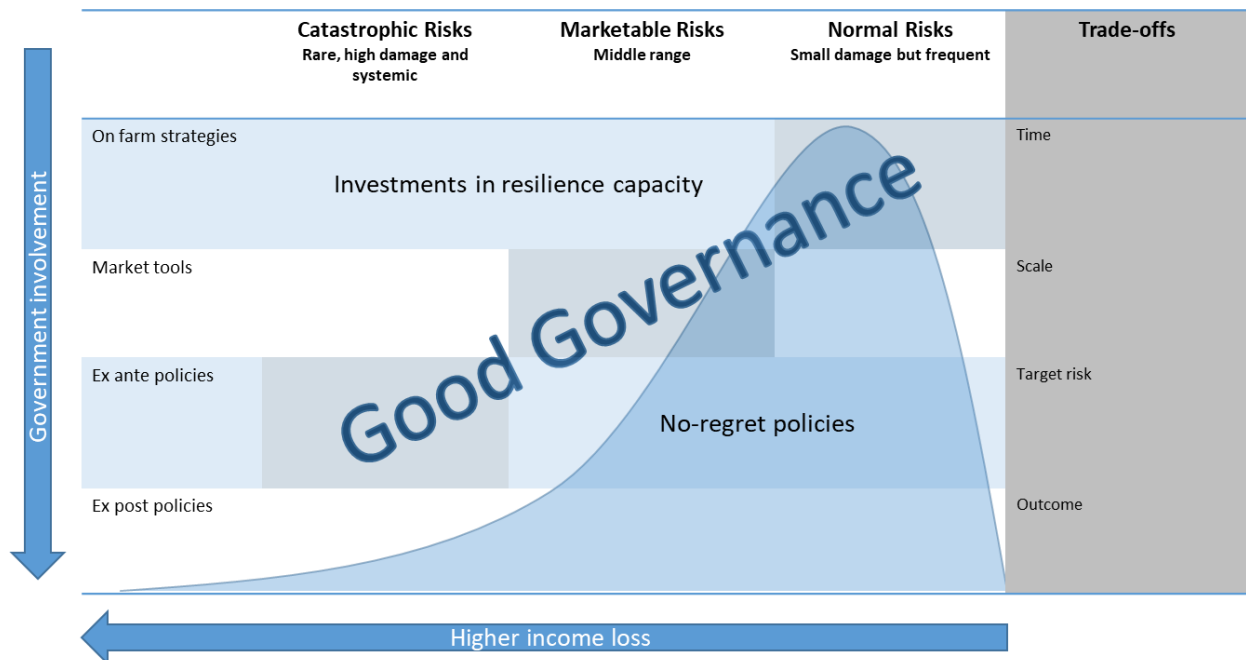 Catastrophic Risks
Rare, high damage and
systemic
Marketable Risks
Middle range
Normal Risks
Small damage but frequent
Trade-offs
Government involvement
On farm strategies
Investments in resilience capacity
Time
Good Governance
Market tools
Scale
Ex ante policies
No-regret policies
Target risk
Ex post policies
Outcome
Higher income loss